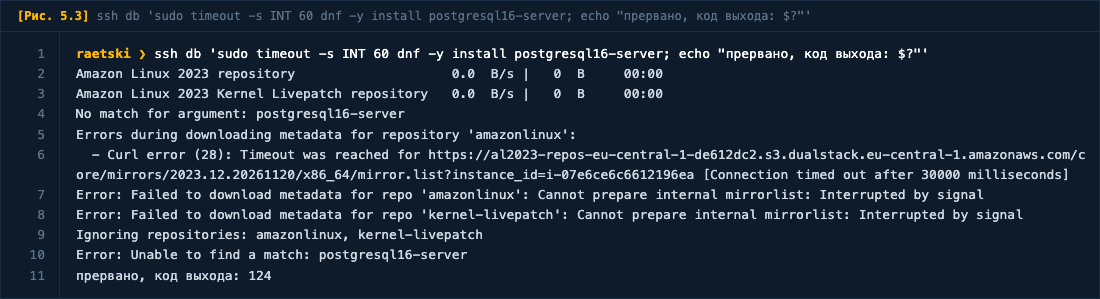 [Рис. 5.3] ssh db 'sudo timeout -s INT 60 dnf -y install postgresql16-server; echo "прервано, код выхода: $?"'
1 raetski ❯ ssh db 'sudo timeout -s INT 60 dnf -y install postgresql16-server; echo "прервано, код выхода: $?"'
2 Amazon Linux 2023 repository                    0.0  B/s |   0  B     00:00
3 Amazon Linux 2023 Kernel Livepatch repository   0.0  B/s |   0  B     00:00
4 No match for argument: postgresql16-server
5 Errors during downloading metadata for repository 'amazonlinux':
6   - Curl error (28): Timeout was reached for https://al2023-repos-eu-central-1-de612dc2.s3.dualstack.eu-central-1.amazonaws.com/c
ore/mirrors/2023.12.20261120/x86_64/mirror.list?instance_id=i-07e6ce6c6612196ea [Connection timed out after 30000 milliseconds]
7 Error: Failed to download metadata for repo 'amazonlinux': Cannot prepare internal mirrorlist: Interrupted by signal
8 Error: Failed to download metadata for repo 'kernel-livepatch': Cannot prepare internal mirrorlist: Interrupted by signal
9 Ignoring repositories: amazonlinux, kernel-livepatch
10 Error: Unable to find a match: postgresql16-server
11 прервано, код выхода: 124